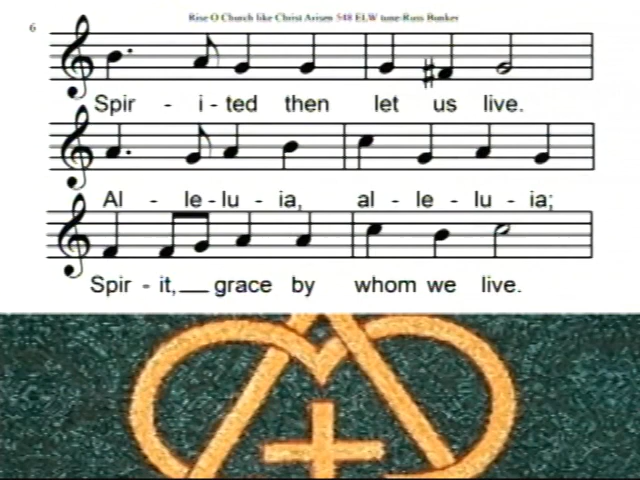 Rise O Church like Christ Arisen 548 ELW tune-Russ Bunker
6
Spir - i - ted then let us live.
Al - le - lu - ia, al - le - lu - ia;
Spir - it, grace by whom we live.